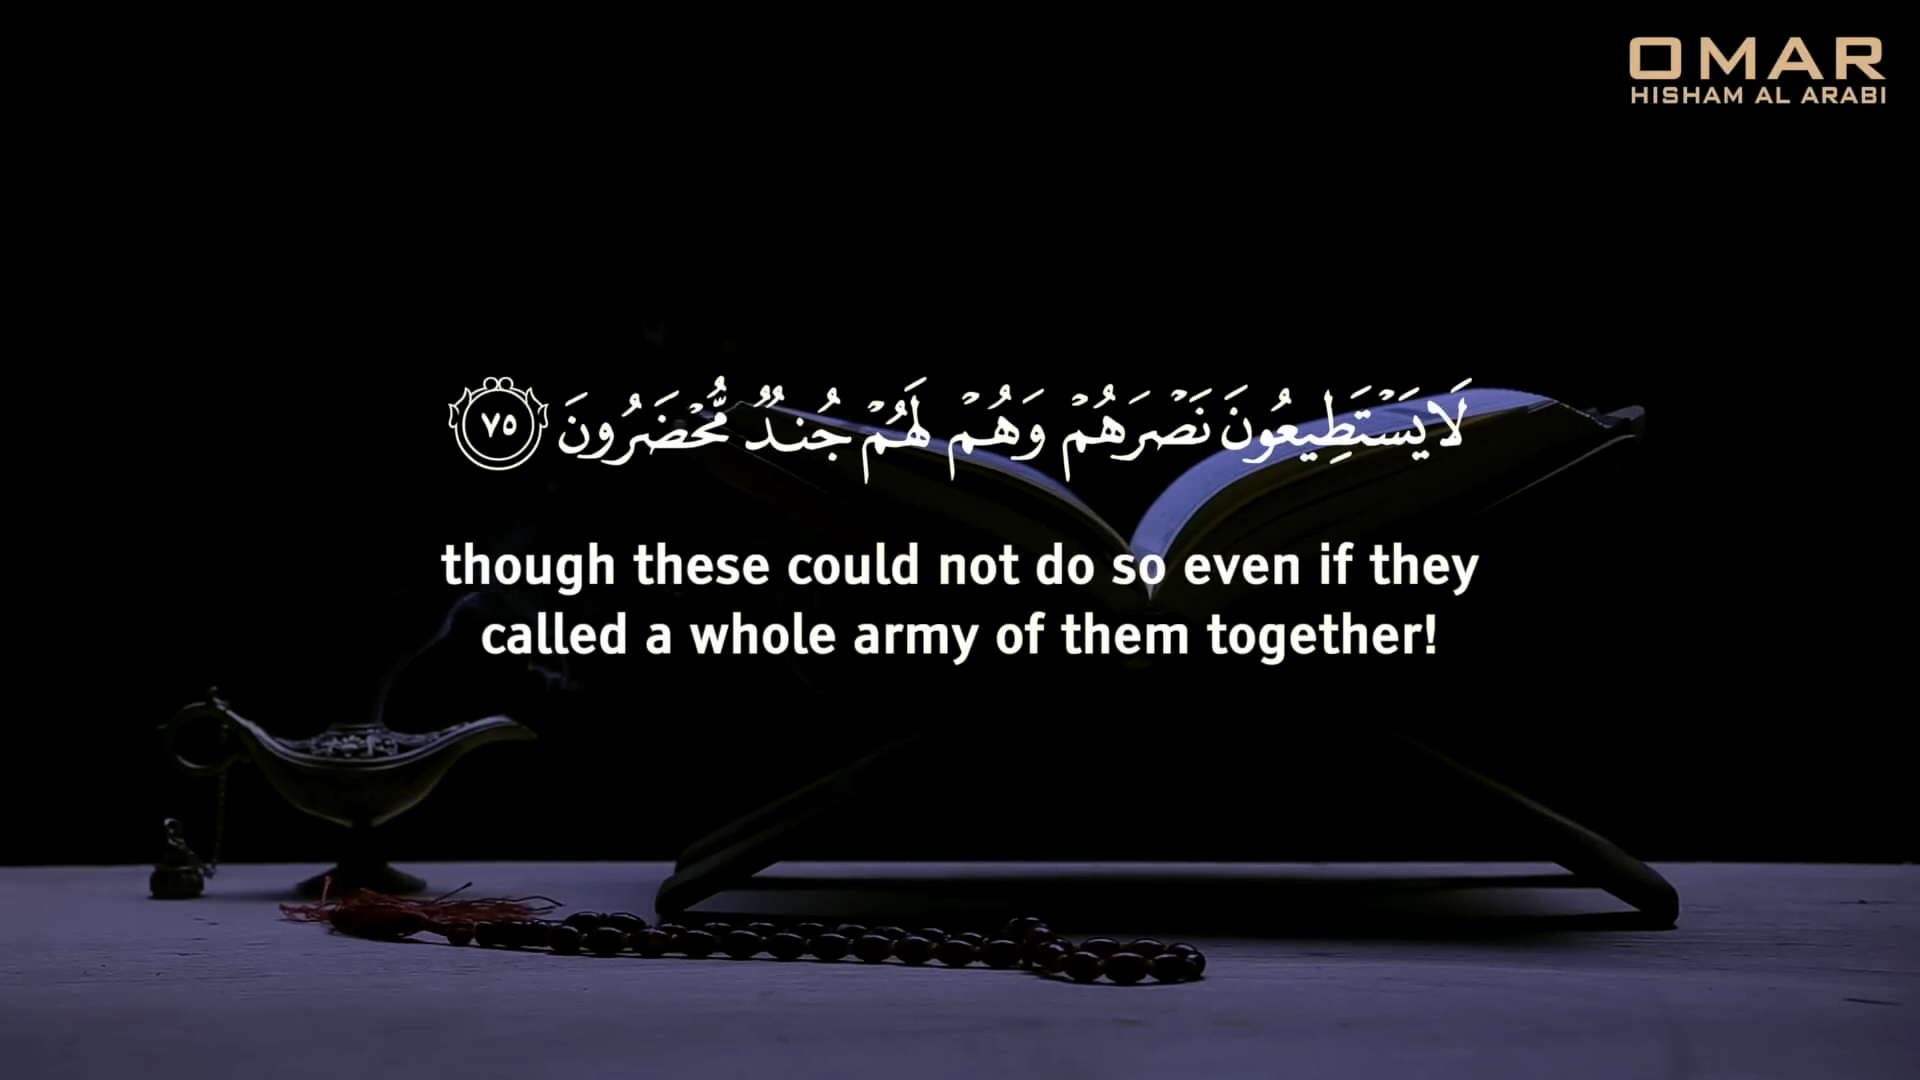 OMAR
HISHAM AL ARABI
لَا يَسْتَطِيعُونَ نَصْرَهُمْ وَهُمْ لَهُمْ جُندٌ مُّحْضَرُونَ ٧٥
though these could not do so even if they
called a whole army of them together!